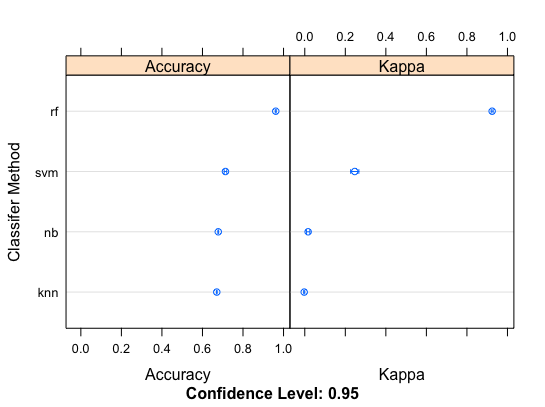 0.0 0.2 0.4 0.6 0.8 1.0
Accuracy Kappa
Classifer Method
rf
svm
nb
knn
0.0 0.2 0.4 0.6 0.8 1.0
Accuracy Kappa
Confidence Level: 0.95